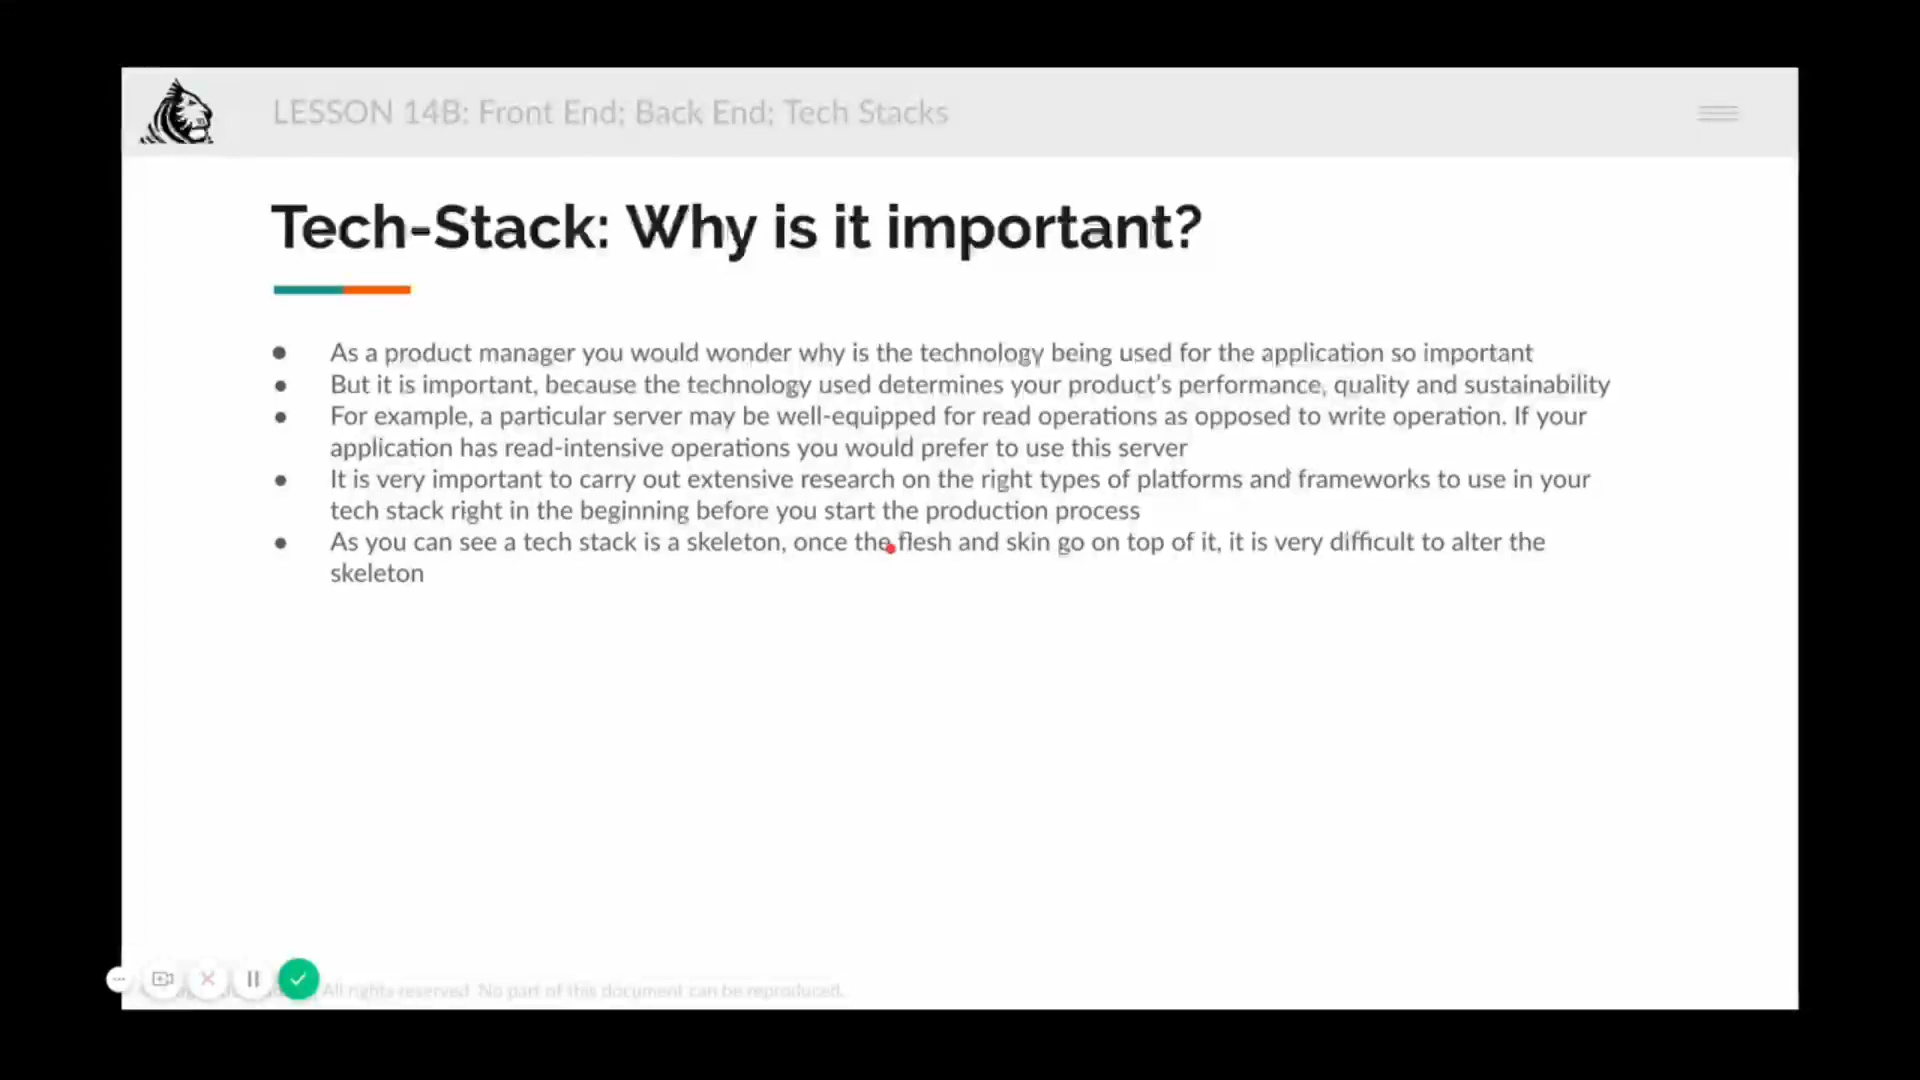 LESSON 14B: Front End; Back End; Tech Stacks
Tech-Stack: Why is it important?
● As a product manager you would wonder why is the technology being used for the application so important
● But it is important, because the technology used determines your product's performance, quality and sustainability
● For example, a particular server may be well-equipped for read operations as opposed to write operation. If your
application has read-intensive operations you would prefer to use this server
● It is very important to carry out extensive research on the right types of platforms and frameworks to use in your
tech stack right in the beginning before you start the production process
● As you can see a tech stack is a skeleton, once the flesh and skin go on top of it, it is very difficult to alter the
skeleton
All rights reserved. No part of this document can be reproduced.